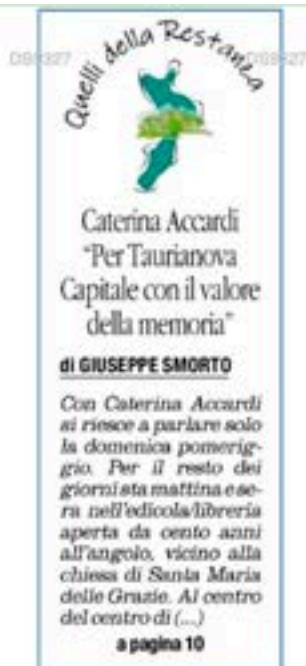 DS9327
Quelli della Restanza
Caterina Accardi
"Per Taurianova
Capitale con il valore
della memoria"
di GIUSEPPE SMORTO
Con Caterina Accardi
si riesce a parlare solo
la domenica pomerig-
gio. Per il resto dei
giorni sta mattina e se-
ra nell'edicola/libreria
aperta da cento anni
all'angolo, vicino alla
chiesa di Santa Maria
delle Grazie. Al centro
del centro di (...)
a pagina 10